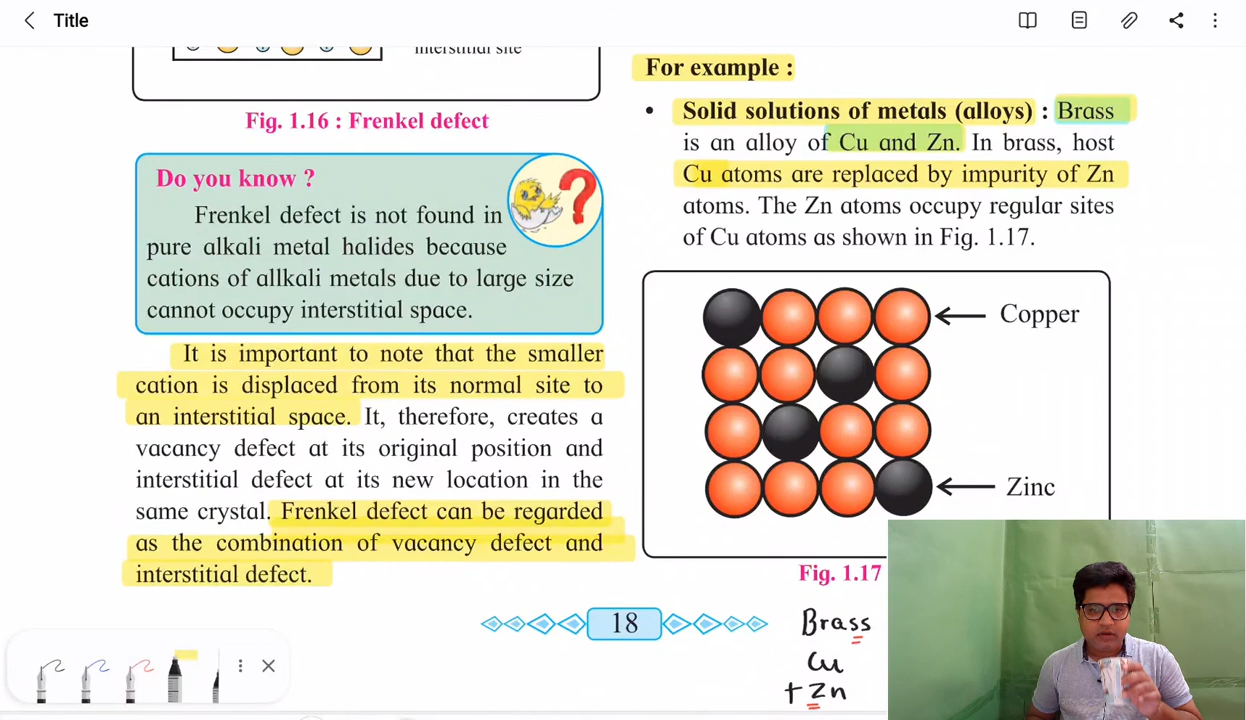 Title
interstitial site
Fig. 1.16 : Frenkel defect
Do you know ?
Frenkel defect is not found in
pure alkali metal halides because
cations of allkali metals due to large size
cannot occupy interstitial space.
It is important to note that the smaller
cation is displaced from its normal site to
an interstitial space. It, therefore, creates a
vacancy defect at its original position and
interstitial defect at its new location in the
same crystal. Frenkel defect can be regarded
as the combination of vacancy defect and
interstitial defect.
For example :
• Solid solutions of metals (alloys) : Brass
is an alloy of Cu and Zn. In brass, host
Cu atoms are replaced by impurity of Zn
atoms. The Zn atoms occupy regular sites
of Cu atoms as shown in Fig. 1.17.
Copper
Zinc
Fig. 1.17
18
Brass
Cu
+ Zn